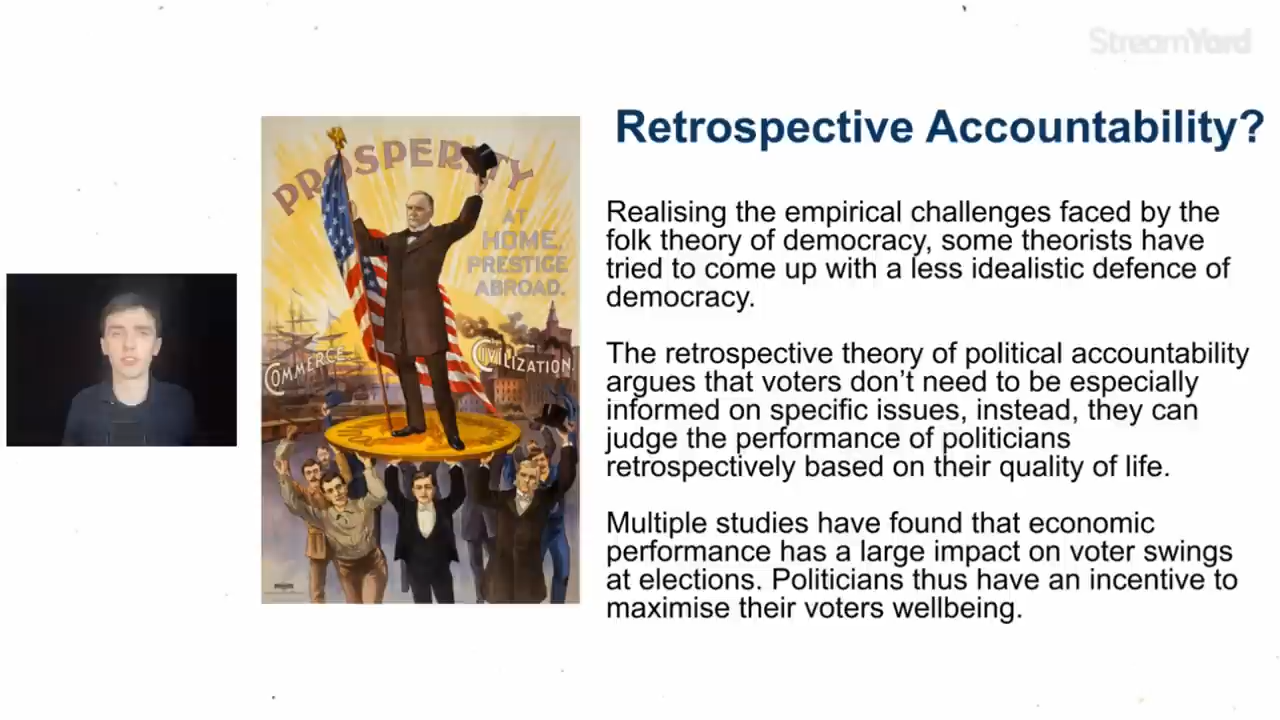 StreamYard
Retrospective Accountability?
PROSPERITY
AT
HOME,
PRESTIGE
ABROAD.
COMMERCE
CIVILIZATION
Realising the empirical challenges faced by the
folk theory of democracy, some theorists have
tried to come up with a less idealistic defence of
democracy.
The retrospective theory of political accountability
argues that voters don't need to be especially
informed on specific issues, instead, they can
judge the performance of politicians
retrospectively based on their quality of life.
Multiple studies have found that economic
performance has a large impact on voter swings
at elections. Politicians thus have an incentive to
maximise their voters wellbeing.